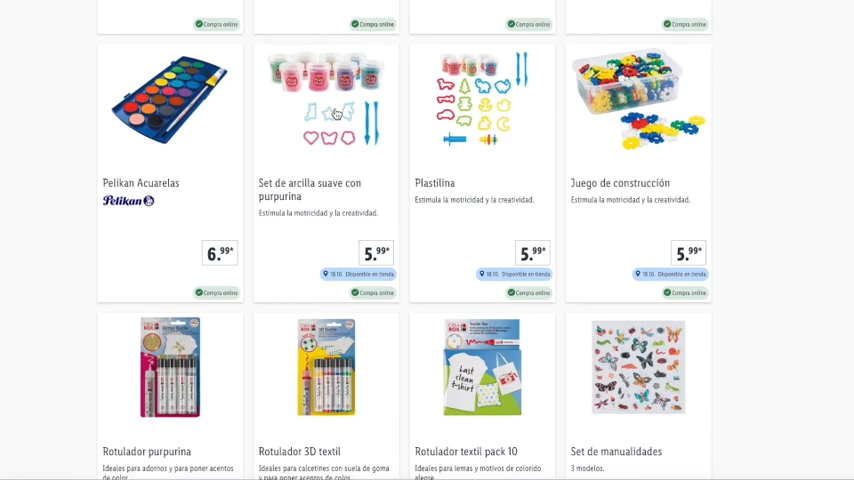 Compra online
Compra online
Compra online
Compra online
Pelikan Acuarelas
Pelikan
6.99*
Compra online
Set de arcilla suave con
purpurina
Estimula la motricidad y la creatividad.
5.99*
18.10. Disponible en tienda
Compra online
Plastilina
Estimula la motricidad y la creatividad.
5.99*
18.10. Disponible en tienda
Compra online
Juego de construcción
Estimula la motricidad y la creatividad.
5.99*
18.10. Disponible en tienda
Compra online
Rotulador purpurina
Ideales para adornos y para poner acentos
de color.
Rotulador 3D textil
Ideales para calcetines con suela de goma
y para poner acentos de color.
Last
clean
t-shirt
Rotulador textil pack 10
Ideales para lemas y motivos de colorido
alegre.
Set de manualidades
3 modelos.